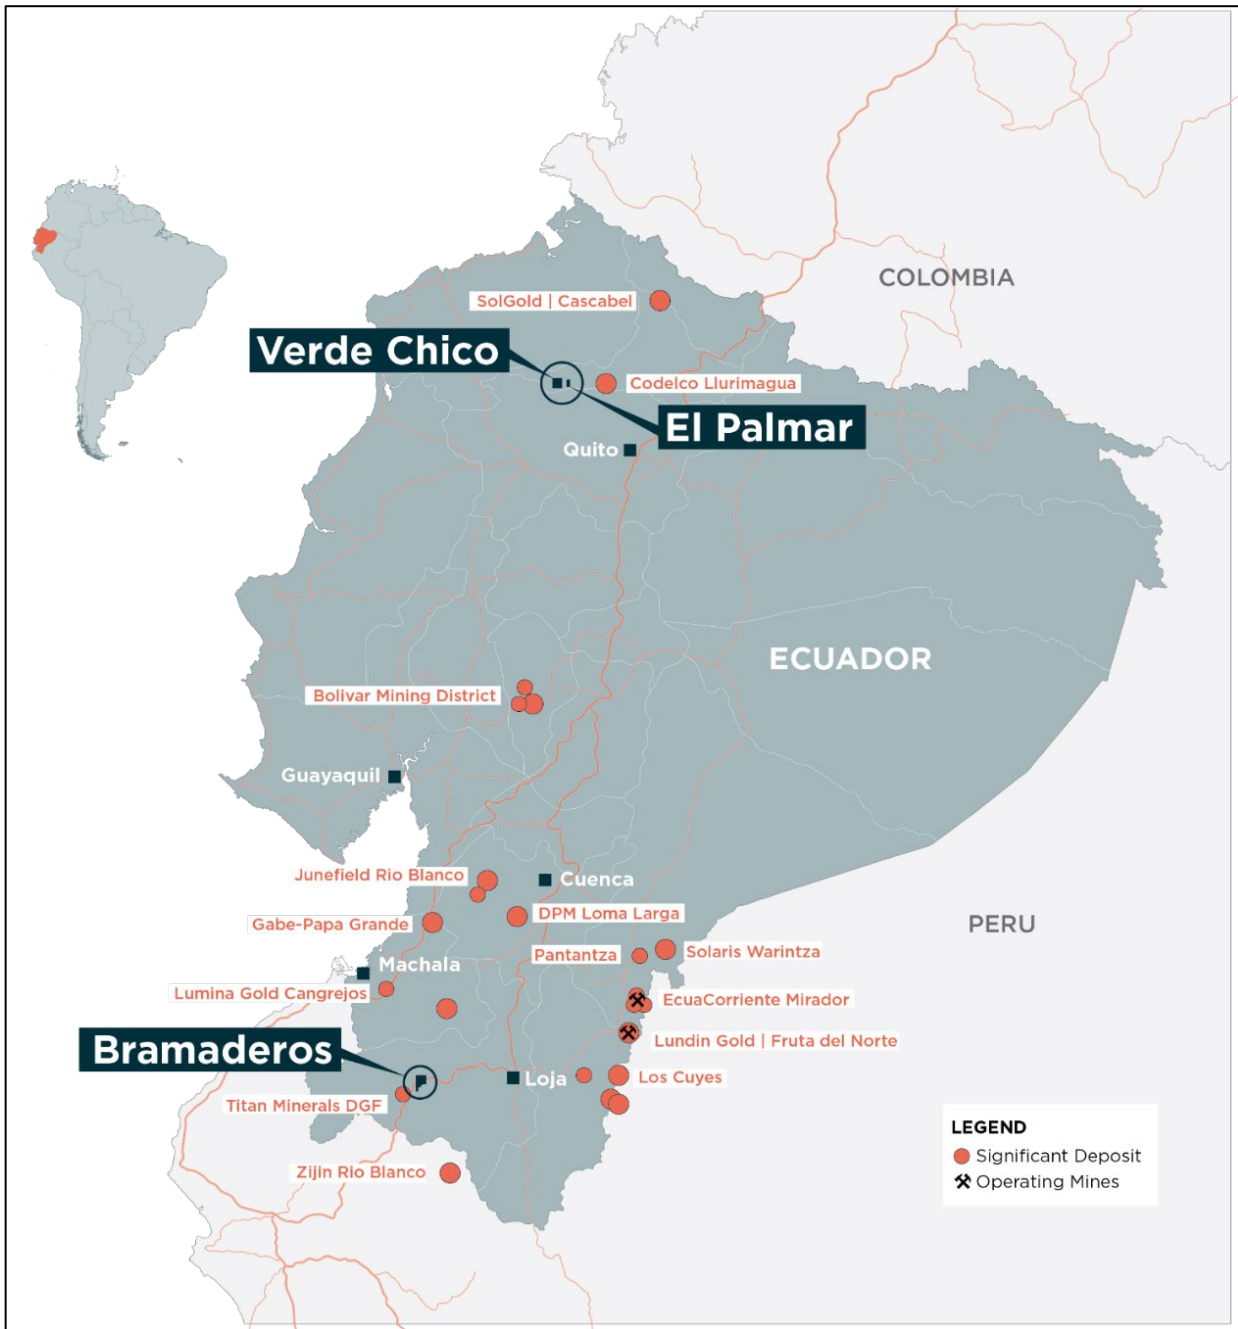 COLOMBIA
SolGold | Cascabel
Verde Chico
Codelco Llurimagua
El Palmar
Quito
ECUADOR
Bolivar Mining District
Guayaquil
Junefield Rio Blanco
Cuenca
DPM Loma Larga
Gabe-Papa Grande
PERU
Pantantza
Solaris Warintza
Machala
Lumina Gold Cangrejos
EcuaCorriente Mirador
Lundin Gold | Fruta del Norte
Bramaderos
Loja
Los Cuyes
Titan Minerals DGF
Zijin Rio Blanco
LEGEND
Significant Deposit
Operating Mines